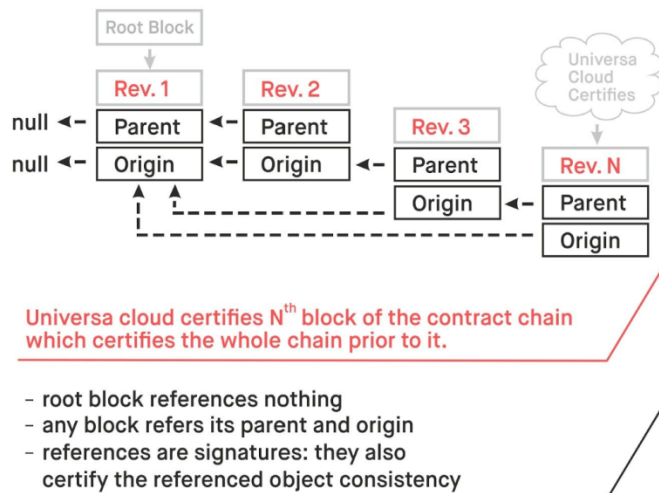 Root Block
Universa
Cloud
Certifies
Rev. 1
Rev. 2
null
Parent
Parent
Rev. 3
null
Origin
Origin
Parent
Rev. N
Origin
Parent
Origin
Universa cloud certifies Nth block of the contract chain
which certifies the whole chain prior to it.
- root block references nothing
- any block refers its parent and origin
- references are signatures: they also
certify the referenced object consistency